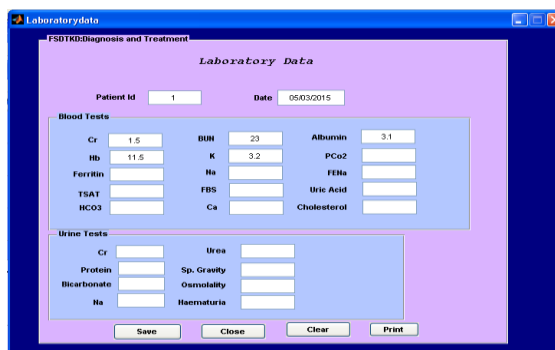 Laboratorydata
FSDTKD:Diagnosis and Treatment
Laboratory Data
Patient Id 1 Date 05/03/2015
Blood Tests
Cr 1.5 BUN 23 Albumin 3.1
Hb 11.5 K 3.2 PCo2
Ferritin Na FENa
TSAT FBS Uric Acid
HCO3 Ca Cholesterol
Urine Tests
Cr Urea
Protein Sp. Gravity
Bicarbonate Osmolality
Na Haematuria
Save Close Clear Print